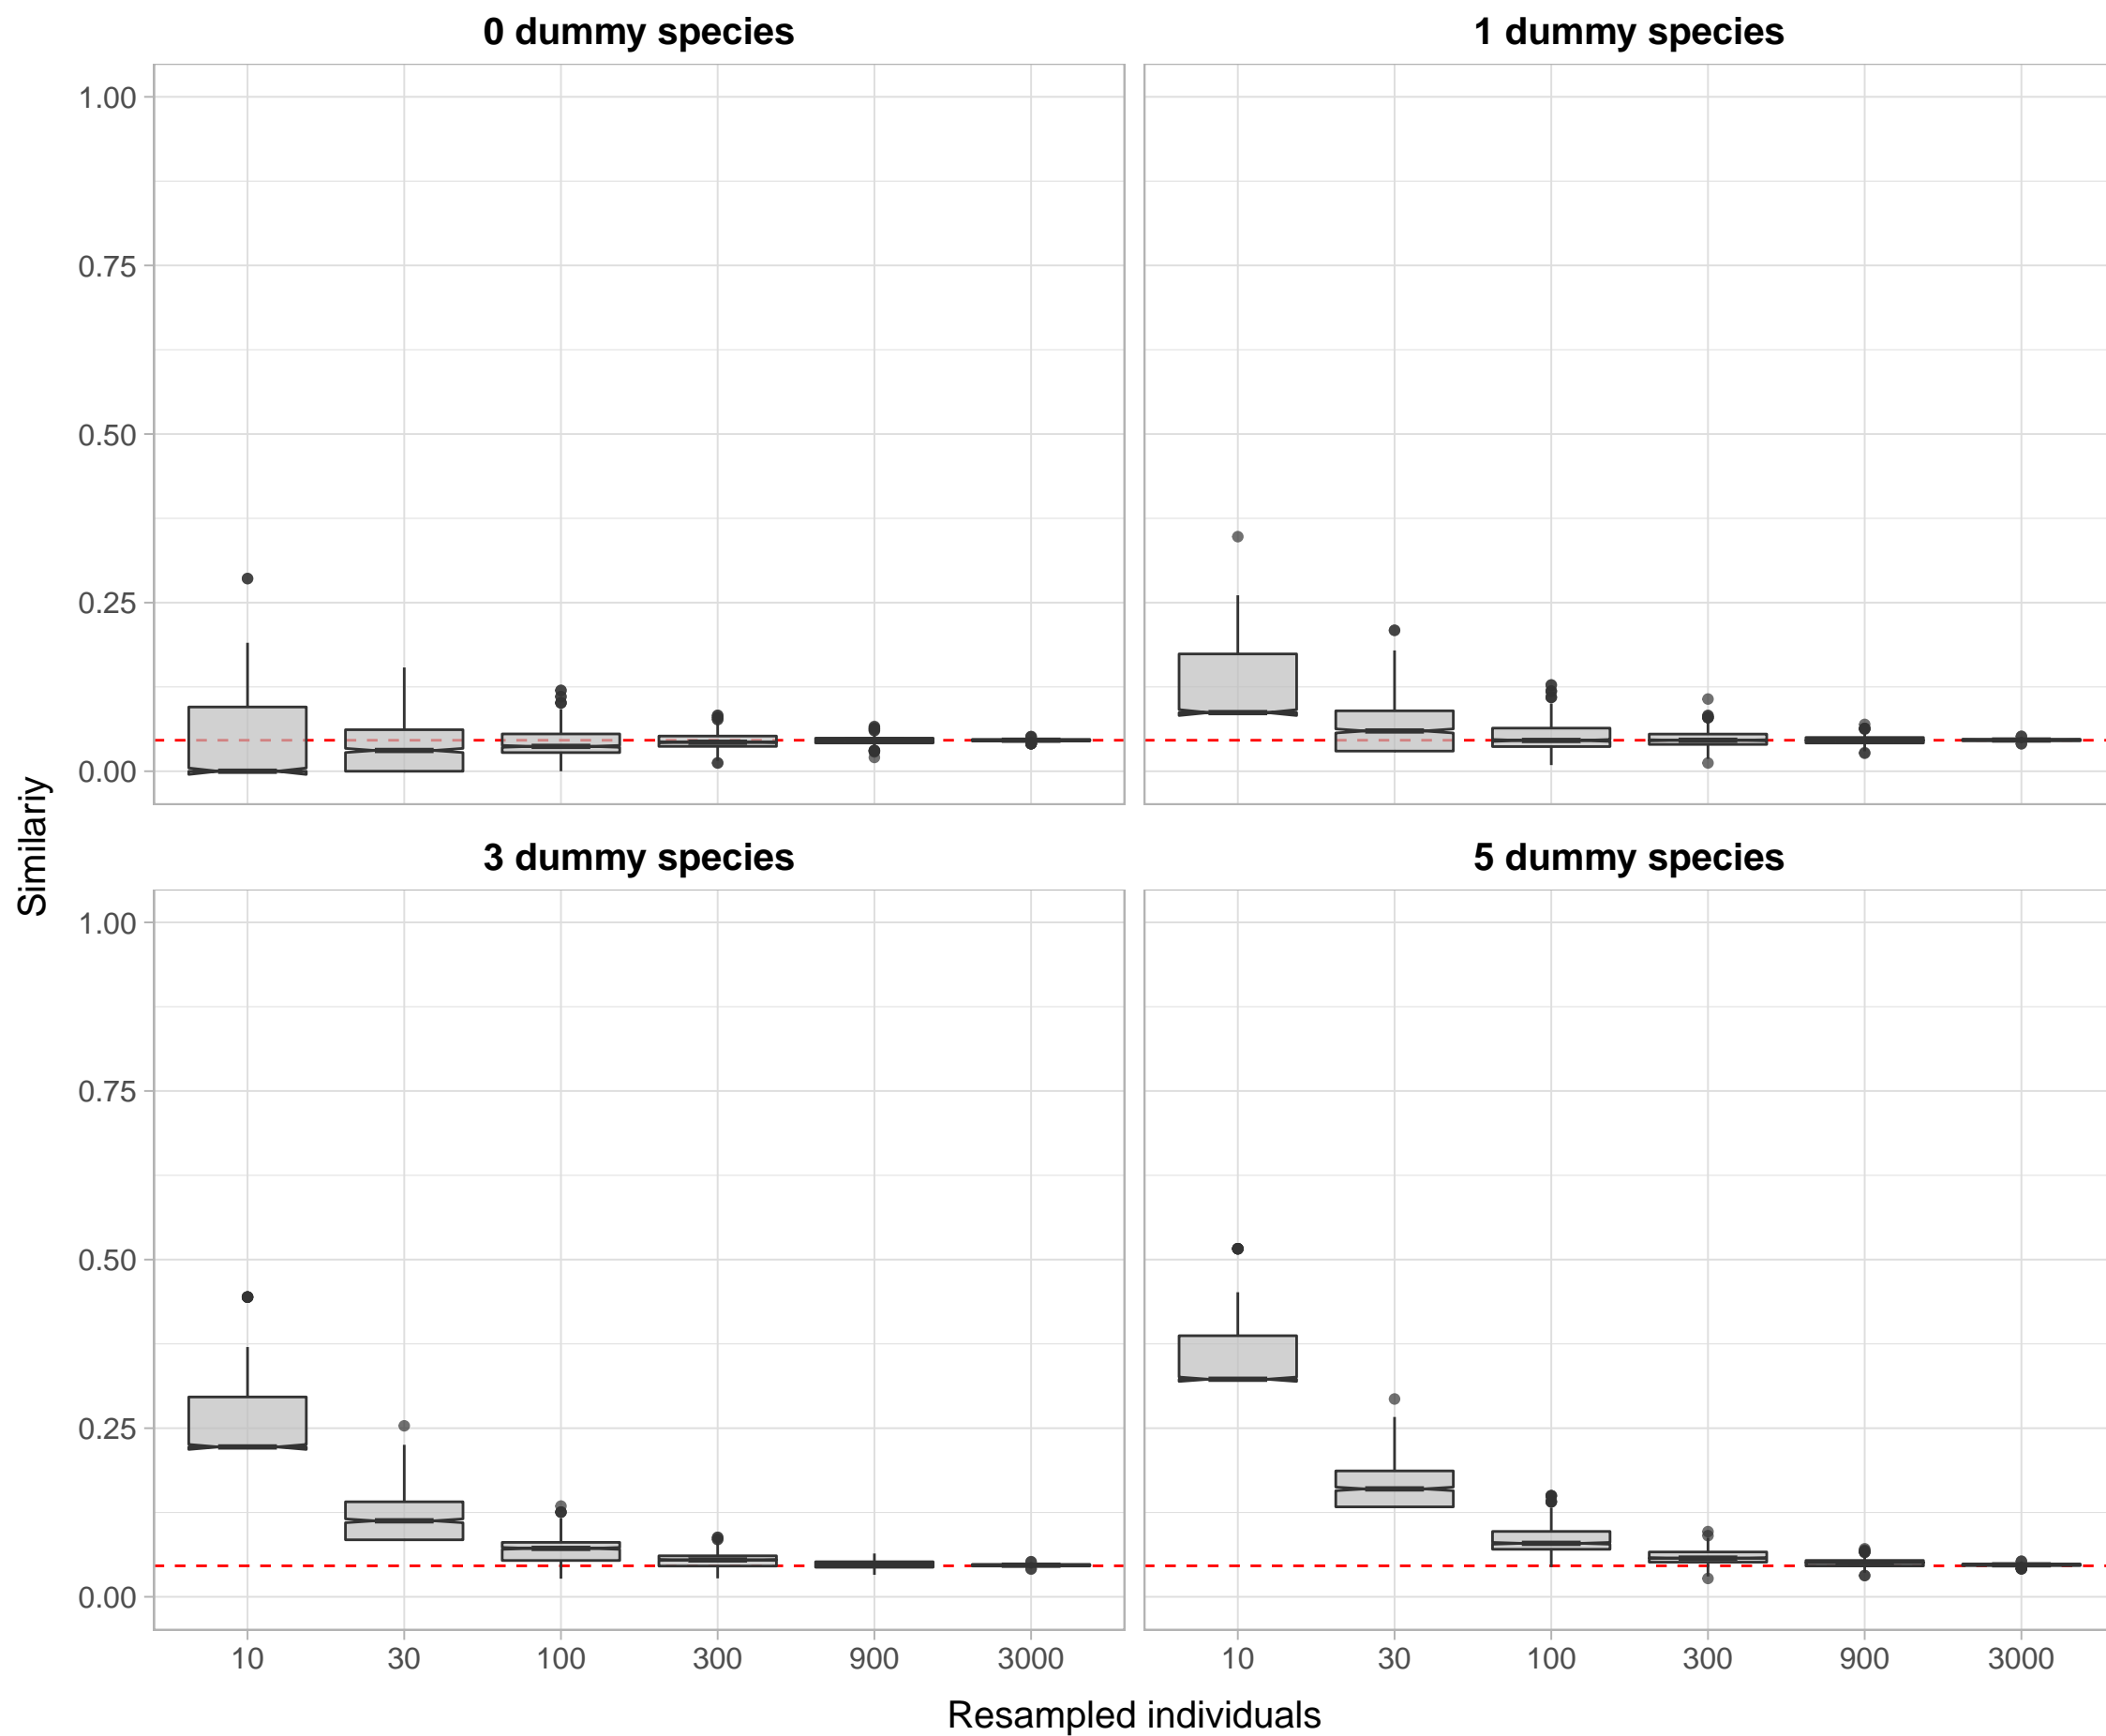 0 dummy species
1 dummy species
1.00
0.75
0.50
0.25
0.00
Similariy
3 dummy species
5 dummy species
1.00
0.75
0.50
0.25
0.00
10 30 100 300 900 3000
10 30 100 300 900 3000
Resampled individuals